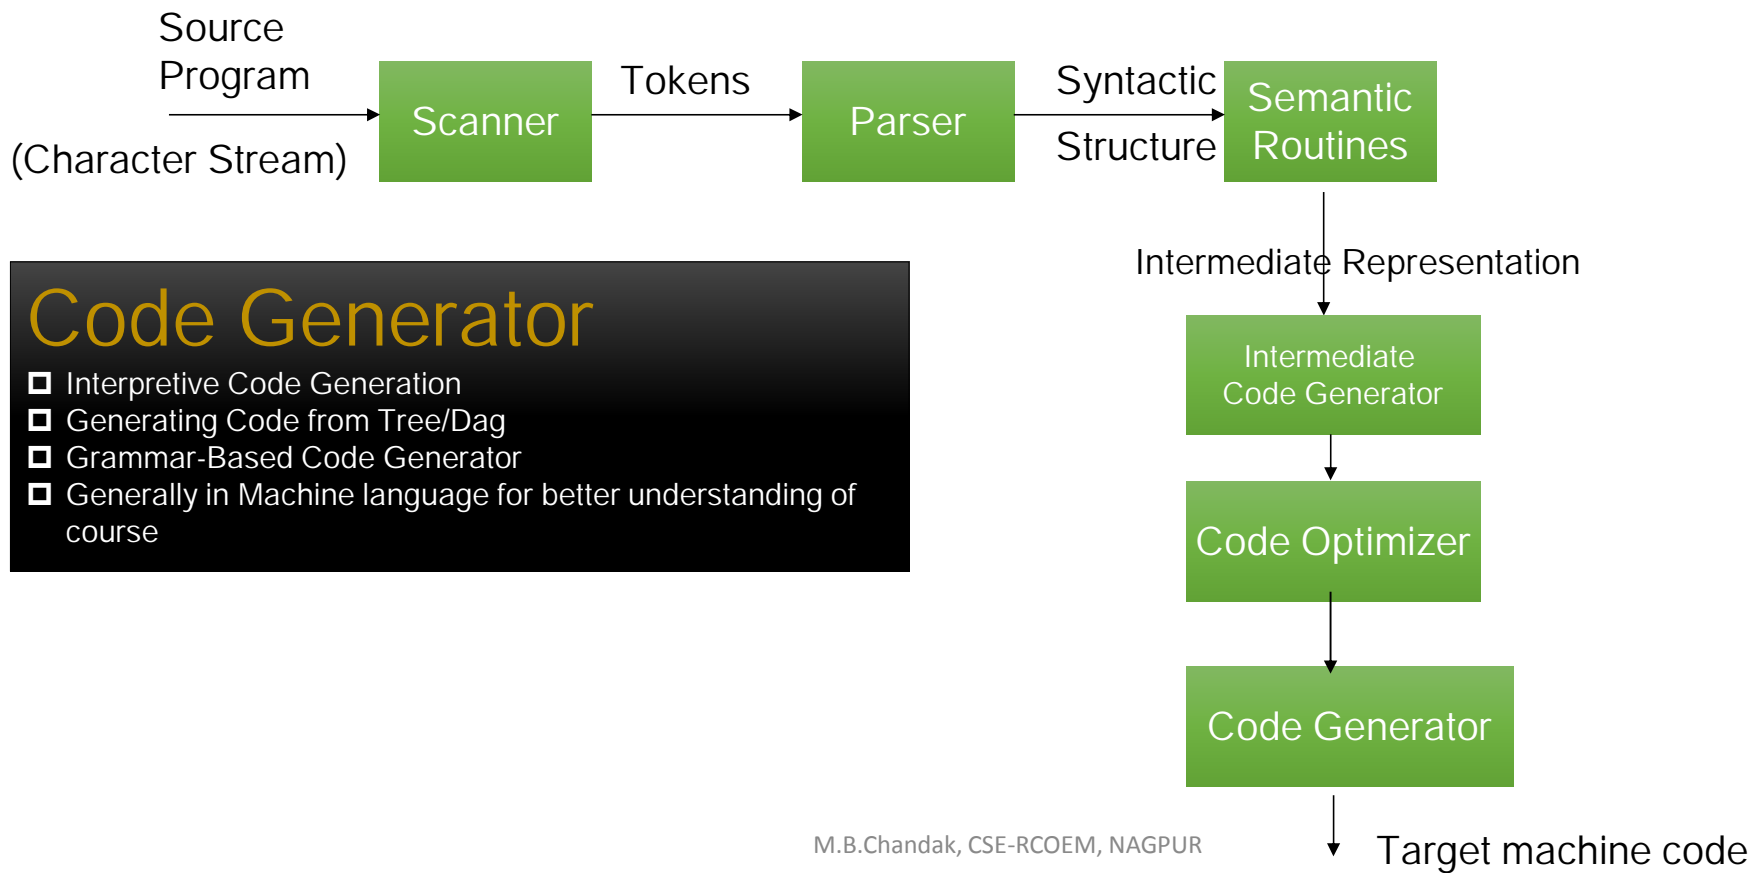 Source
Program
(Character Stream)
Scanner
Tokens
Parser
Syntactic
Structure
Semantic
Routines
Intermediate Representation
Intermediate
Code Generator
Code Optimizer
Code Generator
Target machine code
Code Generator
Interpretive Code Generation
Generating Code from Tree/Dag
Grammar-Based Code Generator
Generally in Machine language for better understanding of
course
M.B.Chandak, CSE-RCOEM, NAGPUR